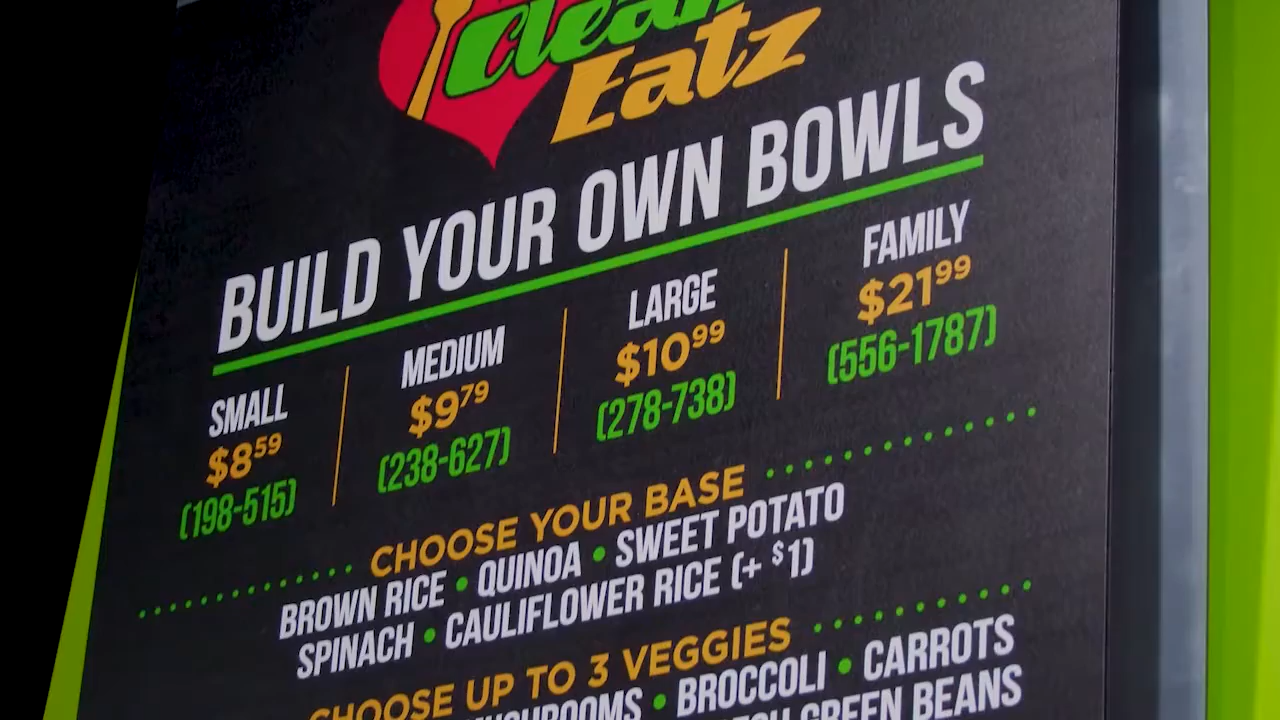 Clean
Eatz
BUILD YOUR OWN BOWLS
SMALL
$8⁵⁹
(198-515)
MEDIUM
$9⁷⁹
(238-627)
LARGE
$10⁹⁹
(278-738)
FAMILY
$21⁹⁹
(556-1787)
CHOOSE YOUR BASE
BROWN RICE • QUINOA • SWEET POTATO
SPINACH • CAULIFLOWER RICE (+ $1)
CHOOSE UP TO 3 VEGGIES
MUSHROOMS • BROCCOLI • CARROTS
GREEN BEANS